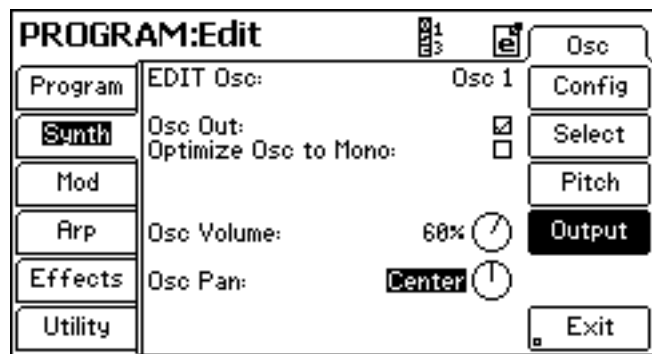 PROGRAM:Edit
Osc
Program
Synth
Mod
Arp
Effects
Utility
EDIT Osc: Osc 1
Osc Out:
Optimize Osc to Mono:
Osc Volume: 60%
Osc Pan: Center
Config
Select
Pitch
Output
Exit